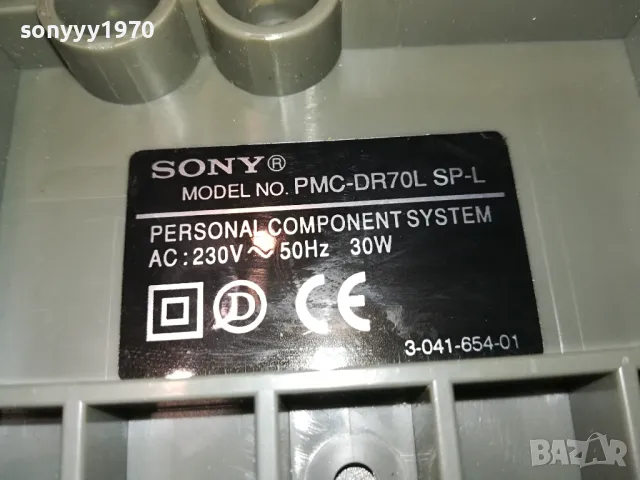 sonyyy1970
SONY®
MODEL NO. PMC-DR70L SP-L
PERSONAL COMPONENT SYSTEM
AC : 230V ~ 50Hz 30W
D CE
3-041-654-01
BAZAR